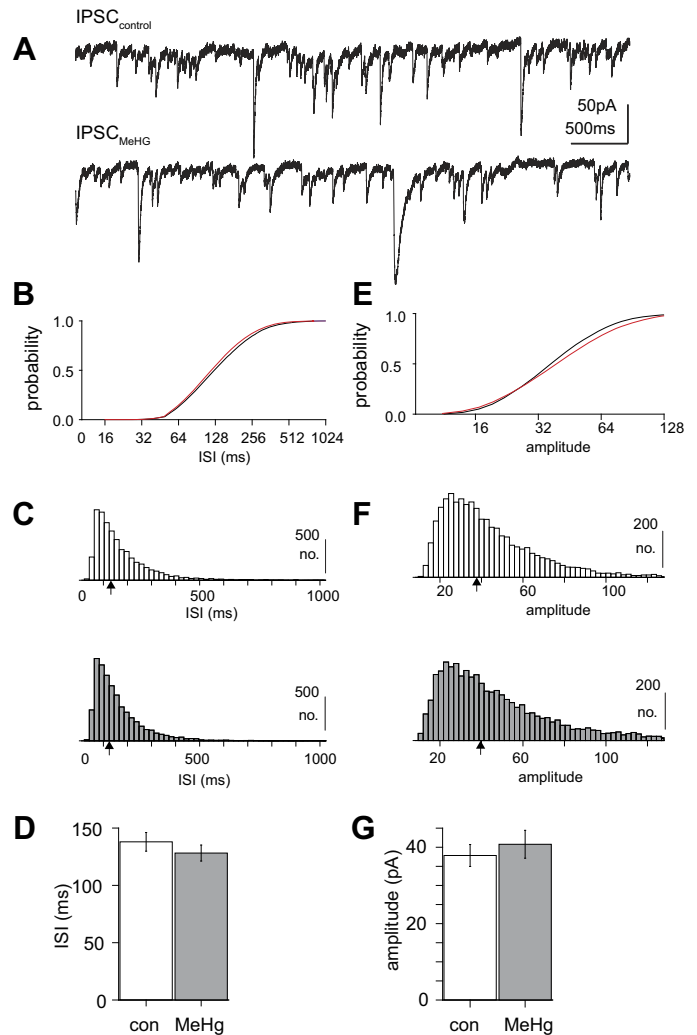 A
IPSCcontrol
50pA
500ms
IPSCMeHG
B
probability
1.0
0.5
0.0
0 16 32 64 128 256 512 1024
ISI (ms)
E
probability
1.0
0.5
0.0
16 32 64 128
amplitude
C
500
no.
0 500 1000
ISI (ms)
500
no.
0 500 1000
ISI (ms)
F
200
no.
20 60 100
amplitude
200
no.
20 60 100
amplitude
D
ISI (ms)
150
100
50
0
con MeHg
G
amplitude (pA)
40
20
0
con MeHg